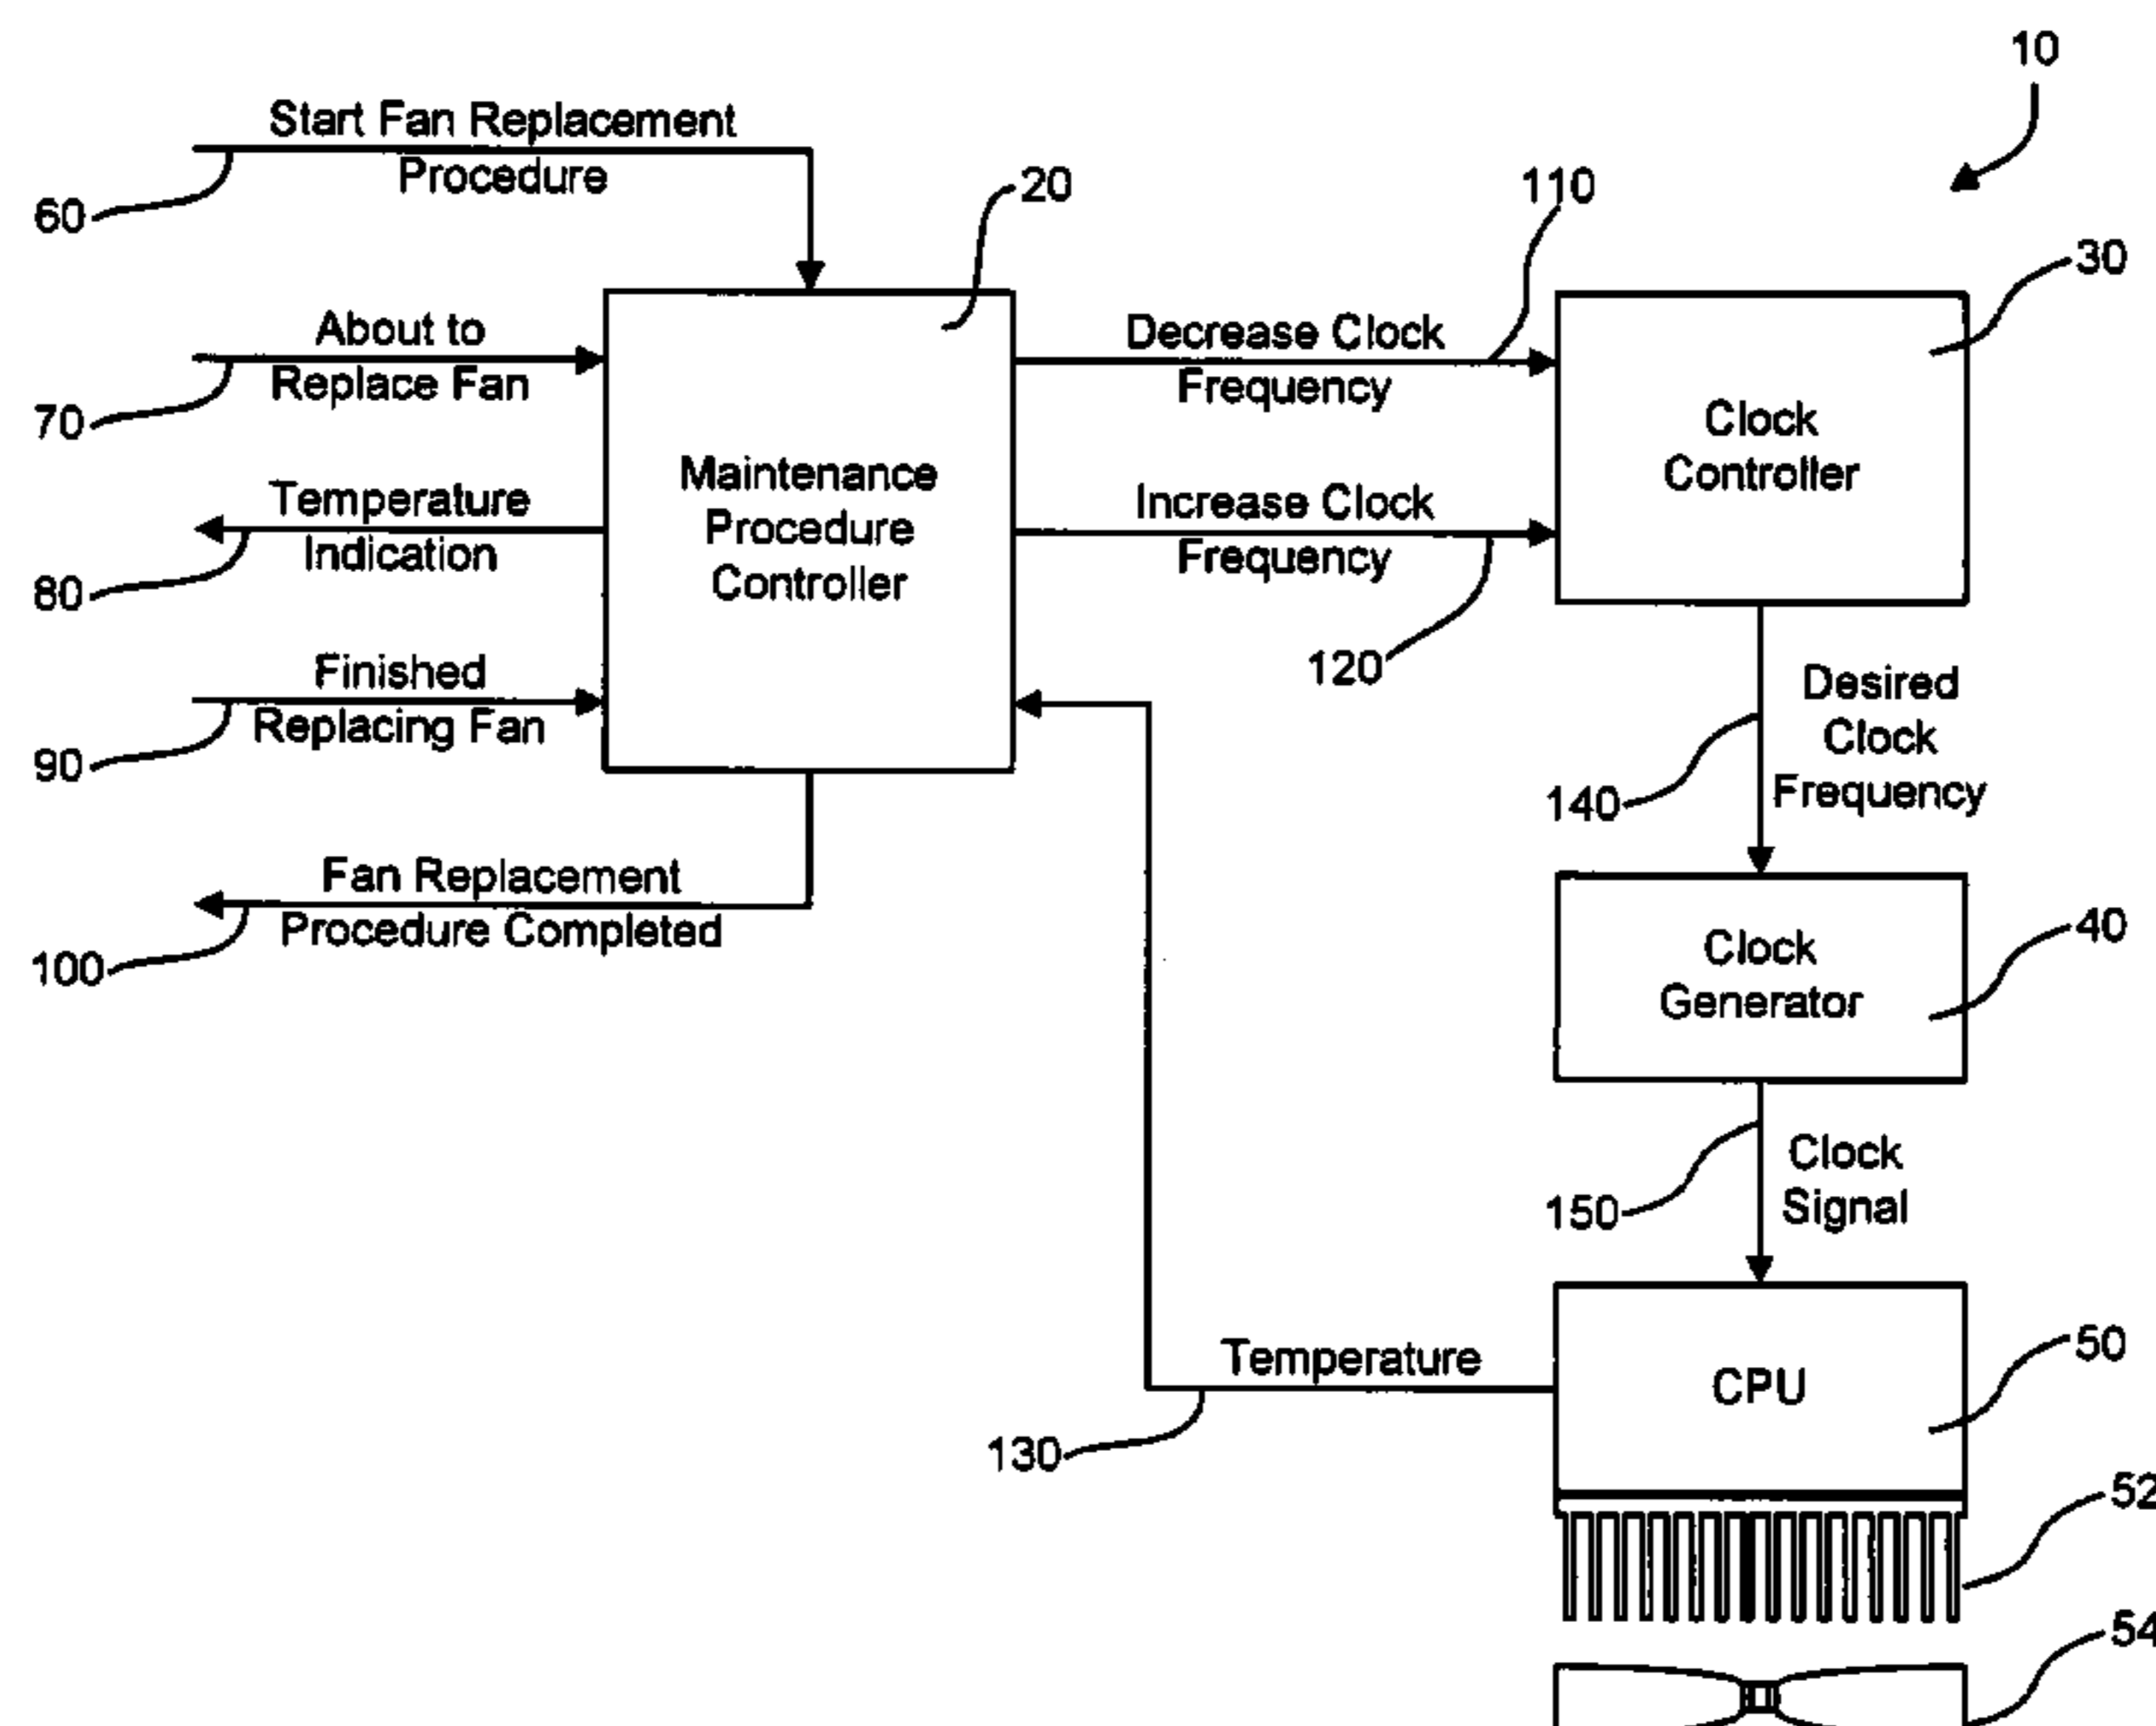 10
Start Fan Replacement
Procedure
60
20
110
30
About to
Replace Fan
70
Decrease Clock
Frequency
Clock
Controller
Maintenance
Procedure
Controller
Temperature
Indication
80
Increase Clock
Frequency
120
Finished
Replacing Fan
90
Desired
Clock
Frequency
140
Fan Replacement
Procedure Completed
100
Clock
Generator
40
Clock
Signal
150
Temperature
130
CPU
50
52
54